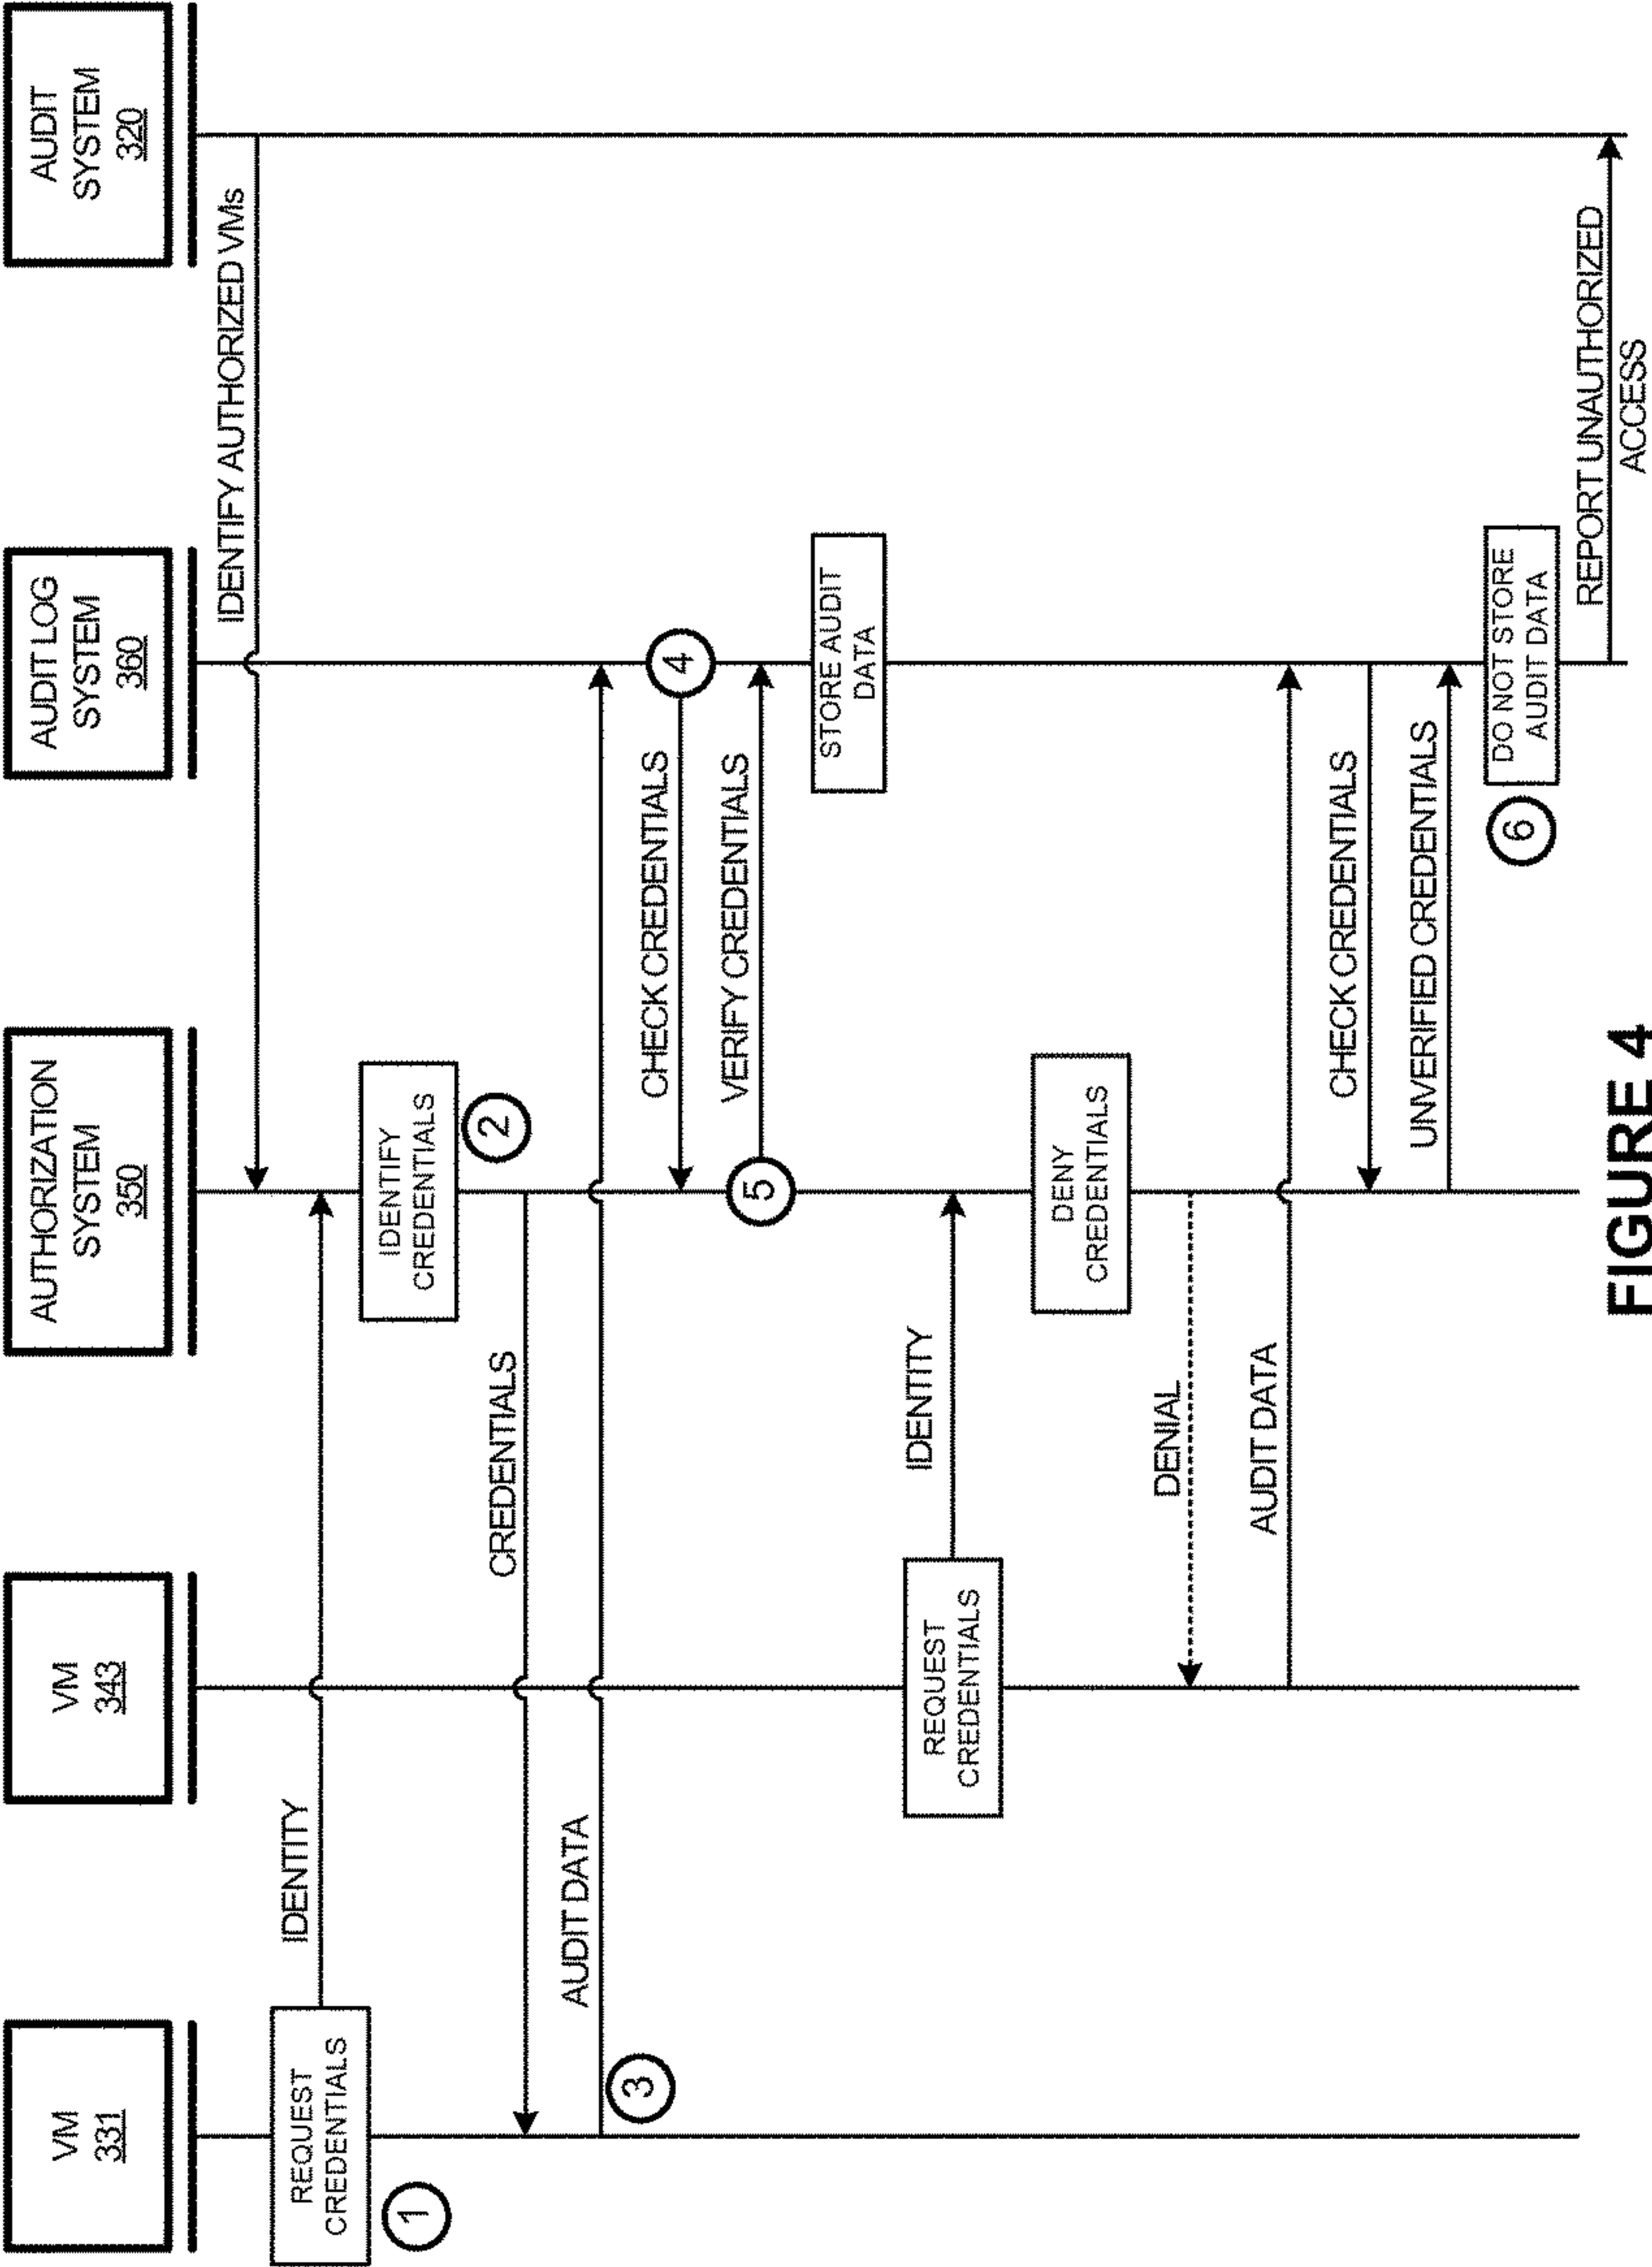 VM
331
VM
343
AUTHORIZATION
SYSTEM
350
AUDIT LOG
SYSTEM
360
AUDIT
SYSTEM
320
IDENTIFY AUTHORIZED VMs
REQUEST
CREDENTIALS
1
IDENTITY
IDENTIFY
CREDENTIALS
2
CREDENTIALS
AUDIT DATA
3
4
CHECK CREDENTIALS
VERIFY CREDENTIALS
5
STORE AUDIT
DATA
REQUEST
CREDENTIALS
IDENTITY
DENY
CREDENTIALS
DENIAL
AUDIT DATA
CHECK CREDENTIALS
UNVERIFIED CREDENTIALS
DO NOT STORE
AUDIT DATA
6
REPORT UNAUTHORIZED
ACCESS
FIGURE 4